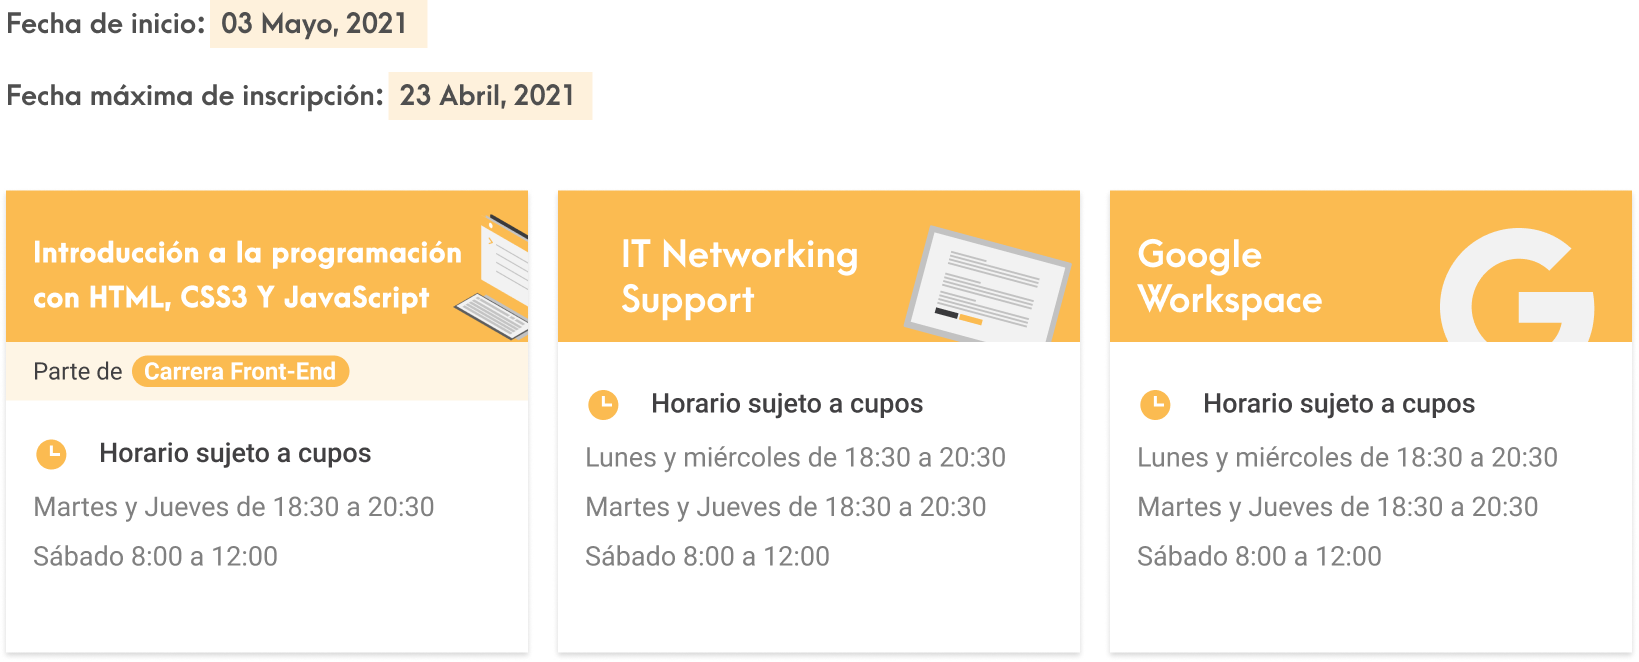 Fecha de inicio: 03 Mayo, 2021
Fecha máxima de inscripción: 23 Abril, 2021
Introducción a la programación
con HTML, CSS3 Y JavaScript
Parte de Carrera Front-End
Horario sujeto a cupos
Martes y Jueves de 18:30 a 20:30
Sábado 8:00 a 12:00
IT Networking
Support
Horario sujeto a cupos
Lunes y miércoles de 18:30 a 20:30
Martes y Jueves de 18:30 a 20:30
Sábado 8:00 a 12:00
Google
Workspace
G
Horario sujeto a cupos
Lunes y miércoles de 18:30 a 20:30
Martes y Jueves de 18:30 a 20:30
Sábado 8:00 a 12:00